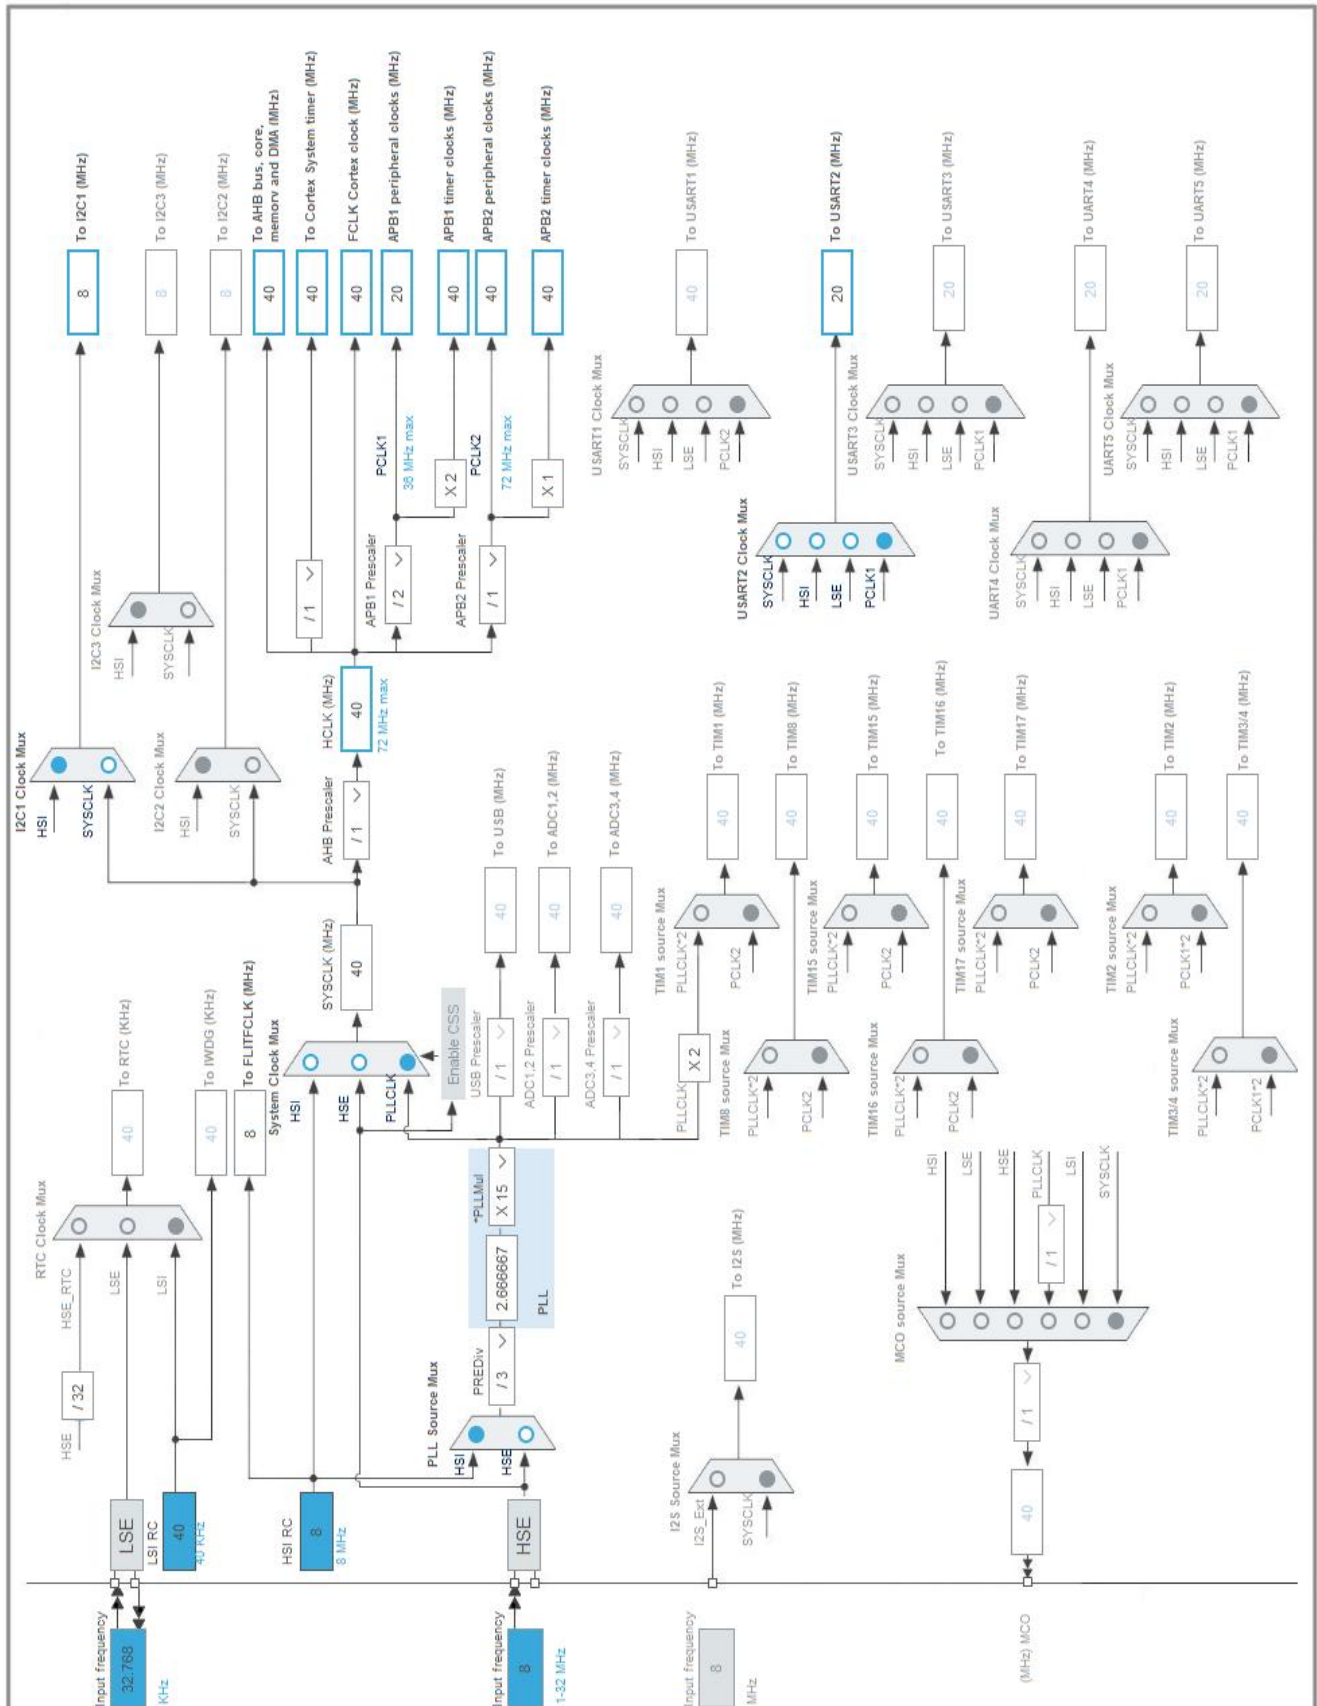 Input frequency
32.768
KHz
LSE
LSI RC
40
40 KHz
HSE
/ 32
HSE_RTC
LSE
LSI
RTC Clock Mux
40
To RTC (KHz)
40
To IWDG (KHz)
8
To FLITFCLK (MHz)
HSI RC
8
8 MHz
Input frequency
8
1-32 MHz
HSE
PLL Source Mux
HSI
HSE
PREDiv
/ 3
2.666667
*PLLMul
X 15
PLL
System Clock Mux
HSI
HSE
PLLCLK
Enable CSS
SYSCLK (MHz)
40
AHB Prescaler
/ 1
HCLK (MHz)
40
72 MHz max
I2C1 Clock Mux
HSI
SYSCLK
8
To I2C1 (MHz)
I2C3 Clock Mux
HSI
SYSCLK
8
To I2C3 (MHz)
I2C2 Clock Mux
HSI
SYSCLK
8
To I2C2 (MHz)
40
To AHB bus, core,
memory and DMA (MHz)
/ 1
40
To Cortex System timer (MHz)
40
FCLK Cortex clock (MHz)
APB1 Prescaler
/ 2
PCLK1
36 MHz max
20
APB1 peripheral clocks (MHz)
X 2
40
APB1 timer clocks (MHz)
APB2 Prescaler
/ 1
PCLK2
72 MHz max
40
APB2 peripheral clocks (MHz)
X 1
40
APB2 timer clocks (MHz)
USB Prescaler
/ 1
40
To USB (MHz)
ADC1,2 Prescaler
/ 1
40
To ADC1,2 (MHz)
ADC3,4 Prescaler
/ 1
40
To ADC3,4 (MHz)
PLLCLK
X 2
TIM1 source Mux
PLLCLK*2
PCLK2
40
To TIM1 (MHz)
TIM8 source Mux
PLLCLK*2
PCLK2
40
To TIM8 (MHz)
TIM15 source Mux
PLLCLK*2
PCLK2
40
To TIM15 (MHz)
TIM16 source Mux
PLLCLK*2
PCLK2
40
To TIM16 (MHz)
TIM17 source Mux
PLLCLK*2
PCLK2
40
To TIM17 (MHz)
TIM2 source Mux
PLLCLK*2
PCLK1*2
40
To TIM2 (MHz)
TIM3/4 source Mux
PLLCLK*2
PCLK1*2
40
To TIM3/4 (MHz)
USART1 Clock Mux
SYSCLK
HSI
LSE
PCLK2
40
To USART1 (MHz)
USART2 Clock Mux
SYSCLK
HSI
LSE
PCLK1
20
To USART2 (MHz)
USART3 Clock Mux
SYSCLK
HSI
LSE
PCLK1
20
To USART3 (MHz)
UART4 Clock Mux
SYSCLK
HSI
LSE
PCLK1
20
To UART4 (MHz)
UART5 Clock Mux
SYSCLK
HSI
LSE
PCLK1
20
To UART5 (MHz)
Input frequency
8
MHz
I2S Source Mux
I2S_Ext
SYSCLK
40
To I2S (MHz)
(MHz) MCO
40
/ 1
MCO source Mux
HSI
LSE
HSE
/ 1
PLLCLK
LSI
SYSCLK